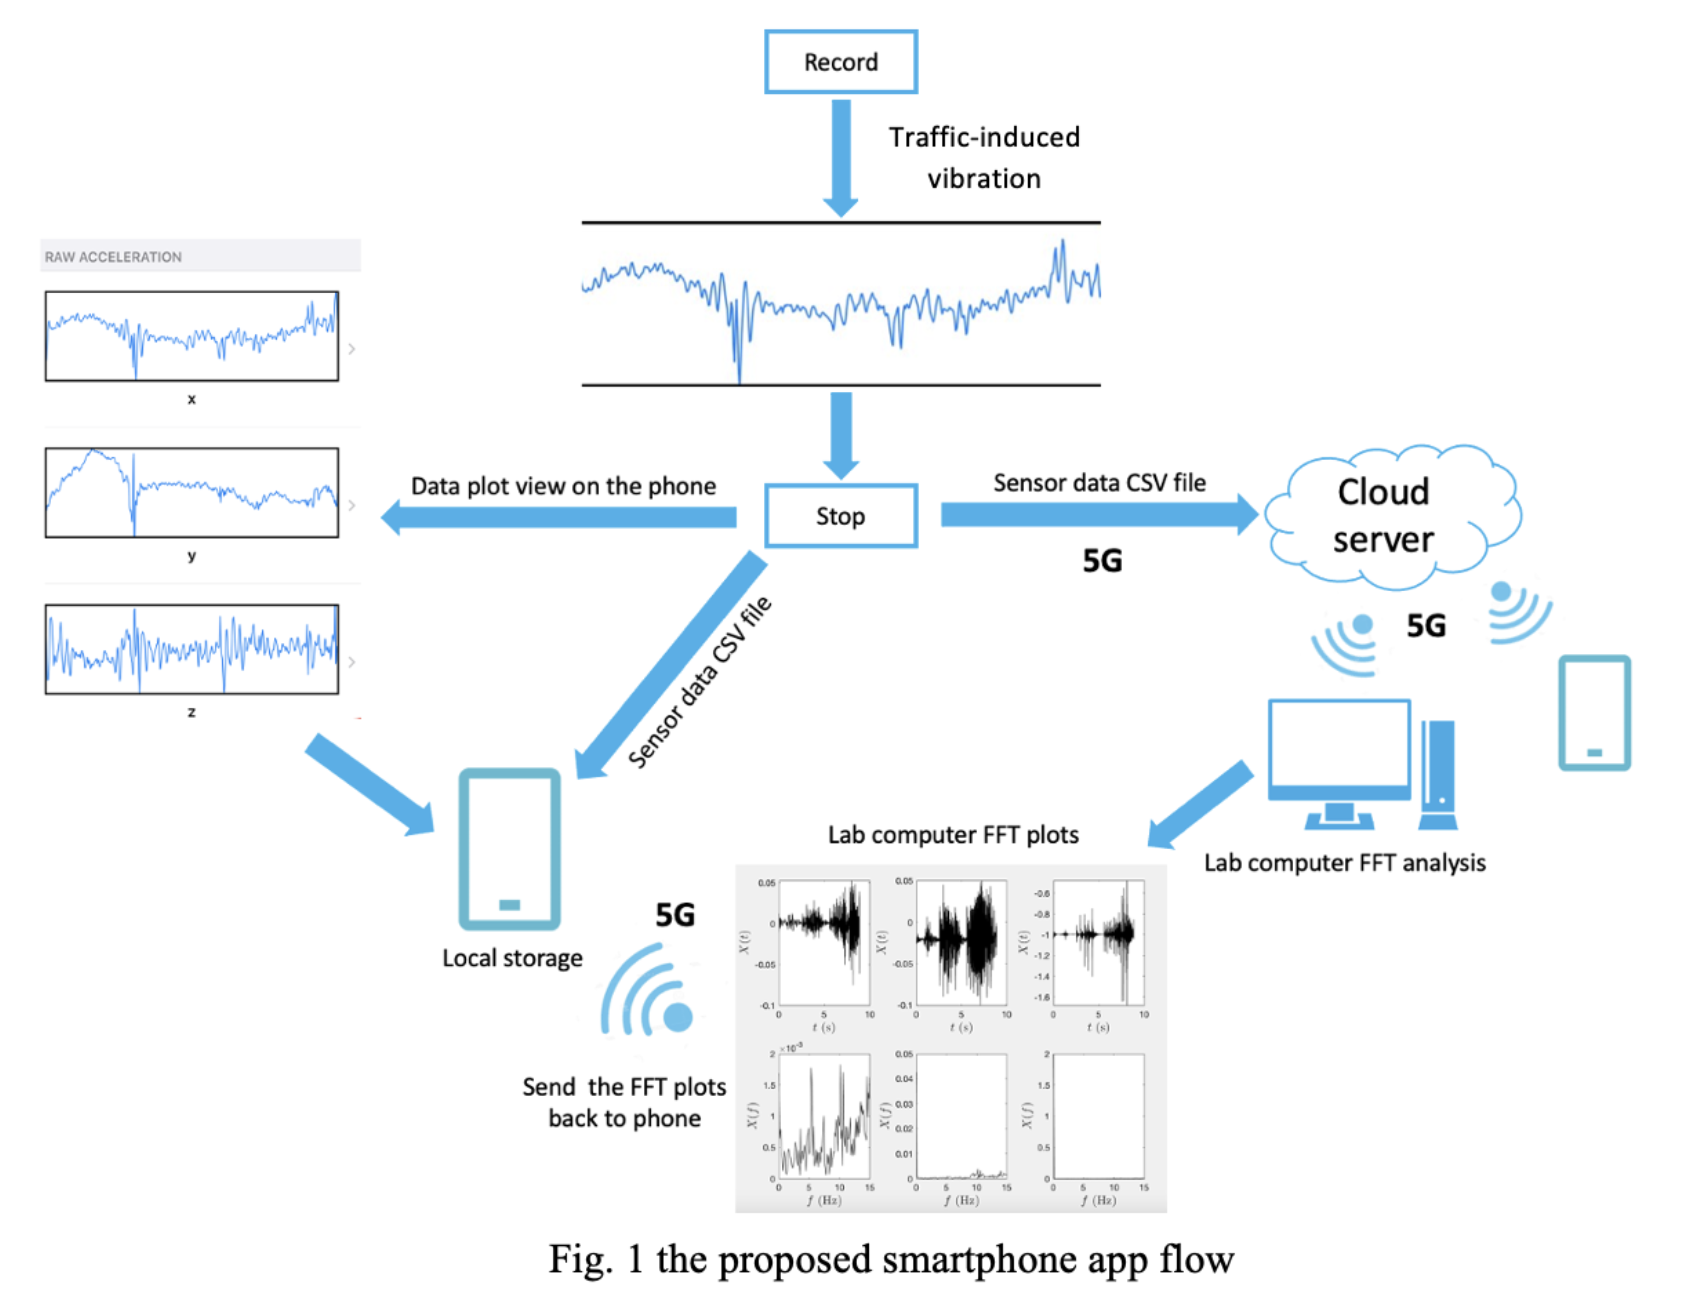 Record
Traffic-induced
vibration
RAW ACCELERATION
x
y
z
Data plot view on the phone
Stop
Sensor data CSV file
5G
Cloud
server
5G
Sensor data CSV file
Local storage
5G
Send the FFT plots
back to phone
Lab computer FFT analysis
Lab computer FFT plots
0.05
0
-0.05
-0.1
X(t)
0 5 10
t (s)
0.05
0
-0.05
-0.1
X(t)
0 5 10
t (s)
-0.6
-0.8
-1
-1.2
-1.4
-1.6
X(t)
0 5 10
t (s)
×10⁻³
2
1.5
1
0.5
0
X(f)
0 5 10 15
f (Hz)
0.05
0.04
0.03
0.02
0.01
0
X(f)
0 5 10 15
f (Hz)
2
1.5
1
0.5
0
X(f)
0 5 10 15
f (Hz)
Fig. 1 the proposed smartphone app flow